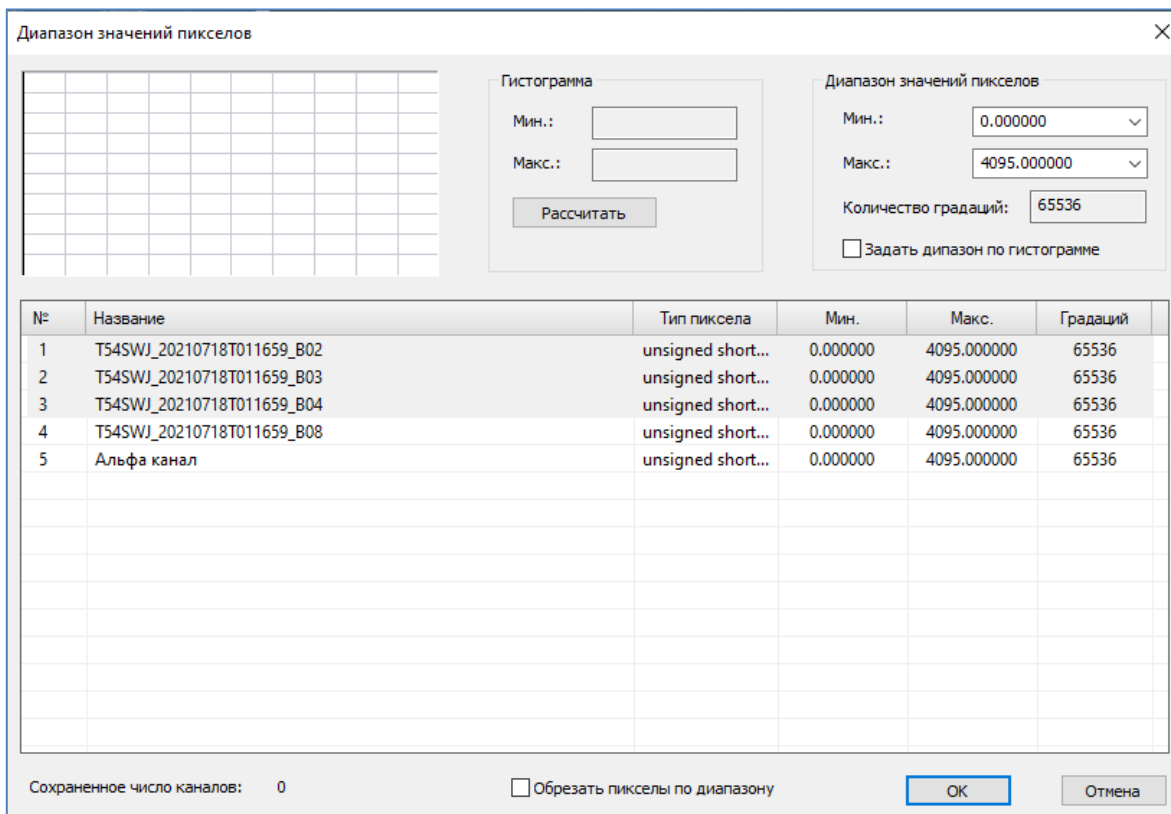 Диапазон значений пикселов
Гистограмма
Мин.:
Макс.:
Рассчитать
Диапазон значений пикселов
Мин.: 0.000000
Макс.: 4095.000000
Количество градаций: 65536
Задать дипазон по гистограмме
№ Название Тип пиксела Мин. Макс. Градаций
1 T54SWJ_20210718T011659_B02 unsigned short... 0.000000 4095.000000 65536
2 T54SWJ_20210718T011659_B03 unsigned short... 0.000000 4095.000000 65536
3 T54SWJ_20210718T011659_B04 unsigned short... 0.000000 4095.000000 65536
4 T54SWJ_20210718T011659_B08 unsigned short... 0.000000 4095.000000 65536
5 Альфа канал unsigned short... 0.000000 4095.000000 65536
Сохраненное число каналов: 0
Обрезать пикселы по диапазону
OK
Отмена